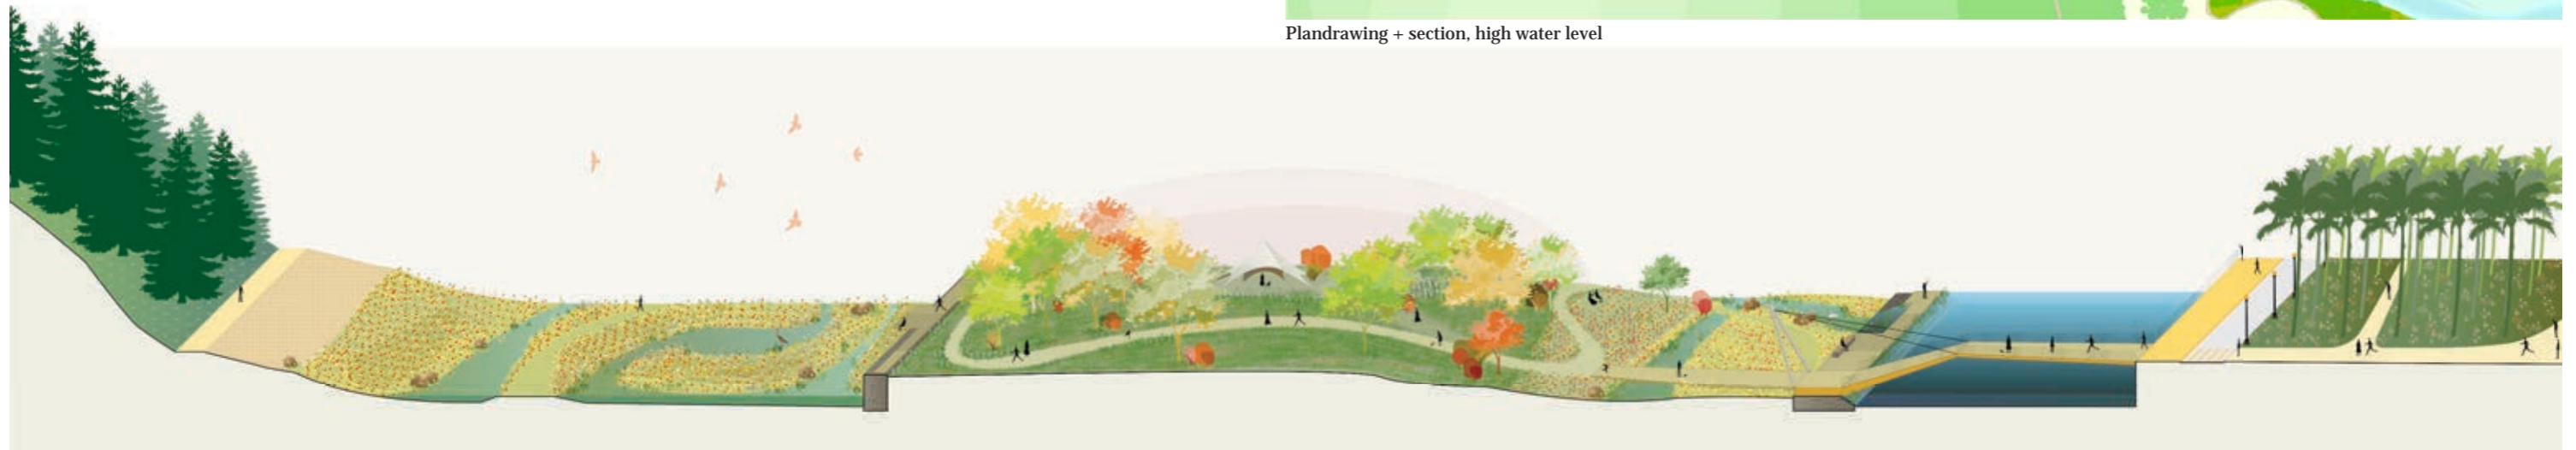 Plandrawing + section, high water level